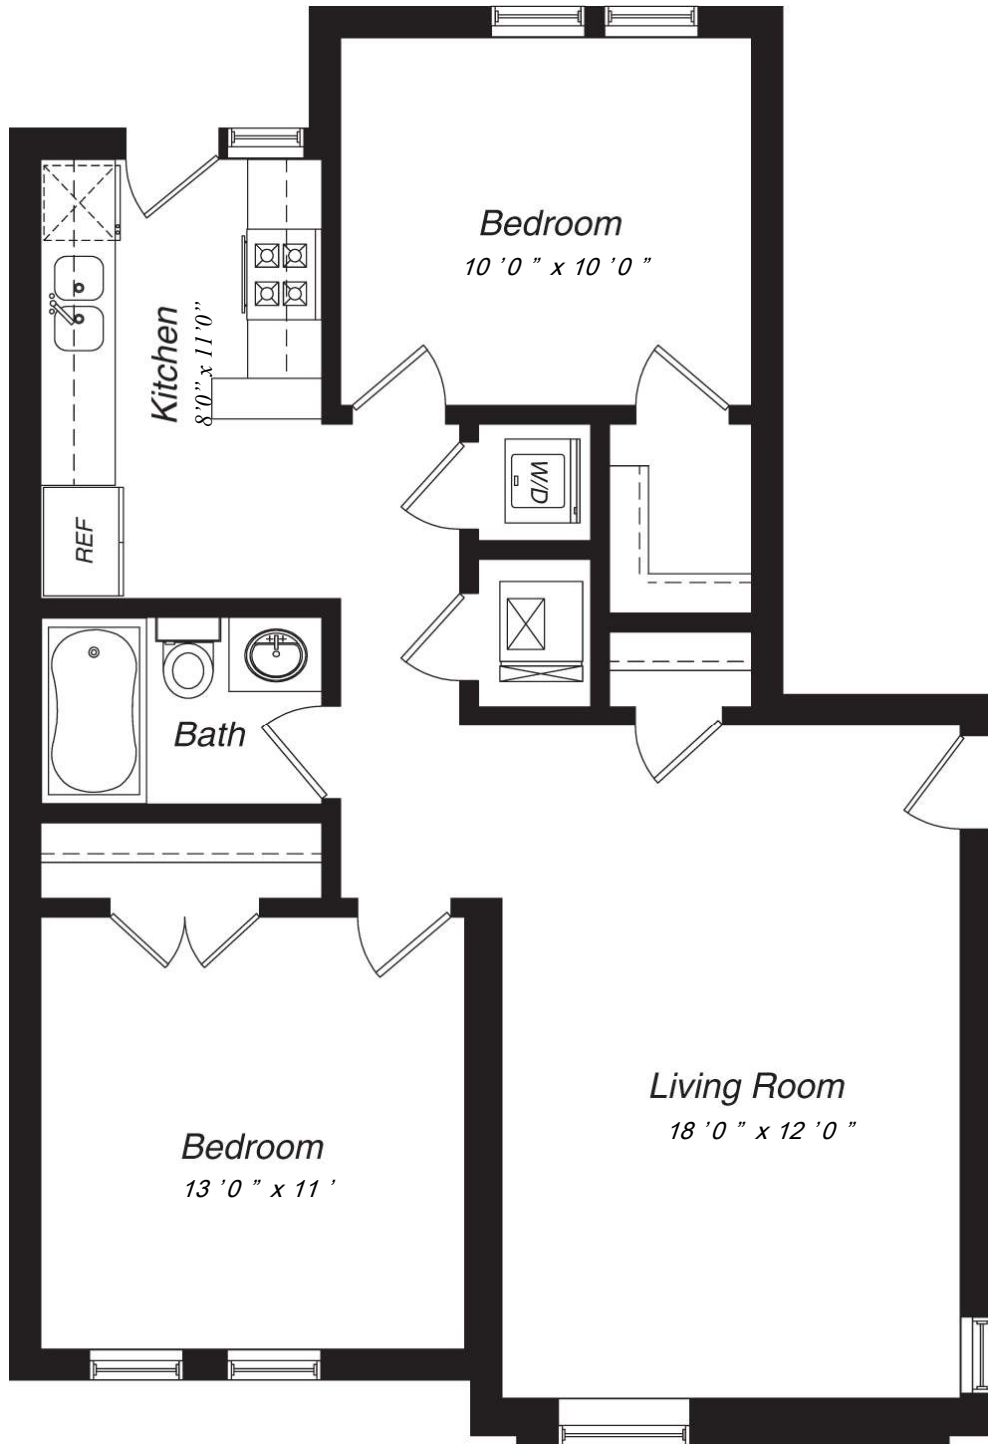 Bedroom
10 '0 " x 10 '0 "
Kitchen
8'0" x 11'0"
W/D
REF
Bath
Living Room
18 '0 " x 12 '0 "
Bedroom
13 '0 " x 11 '